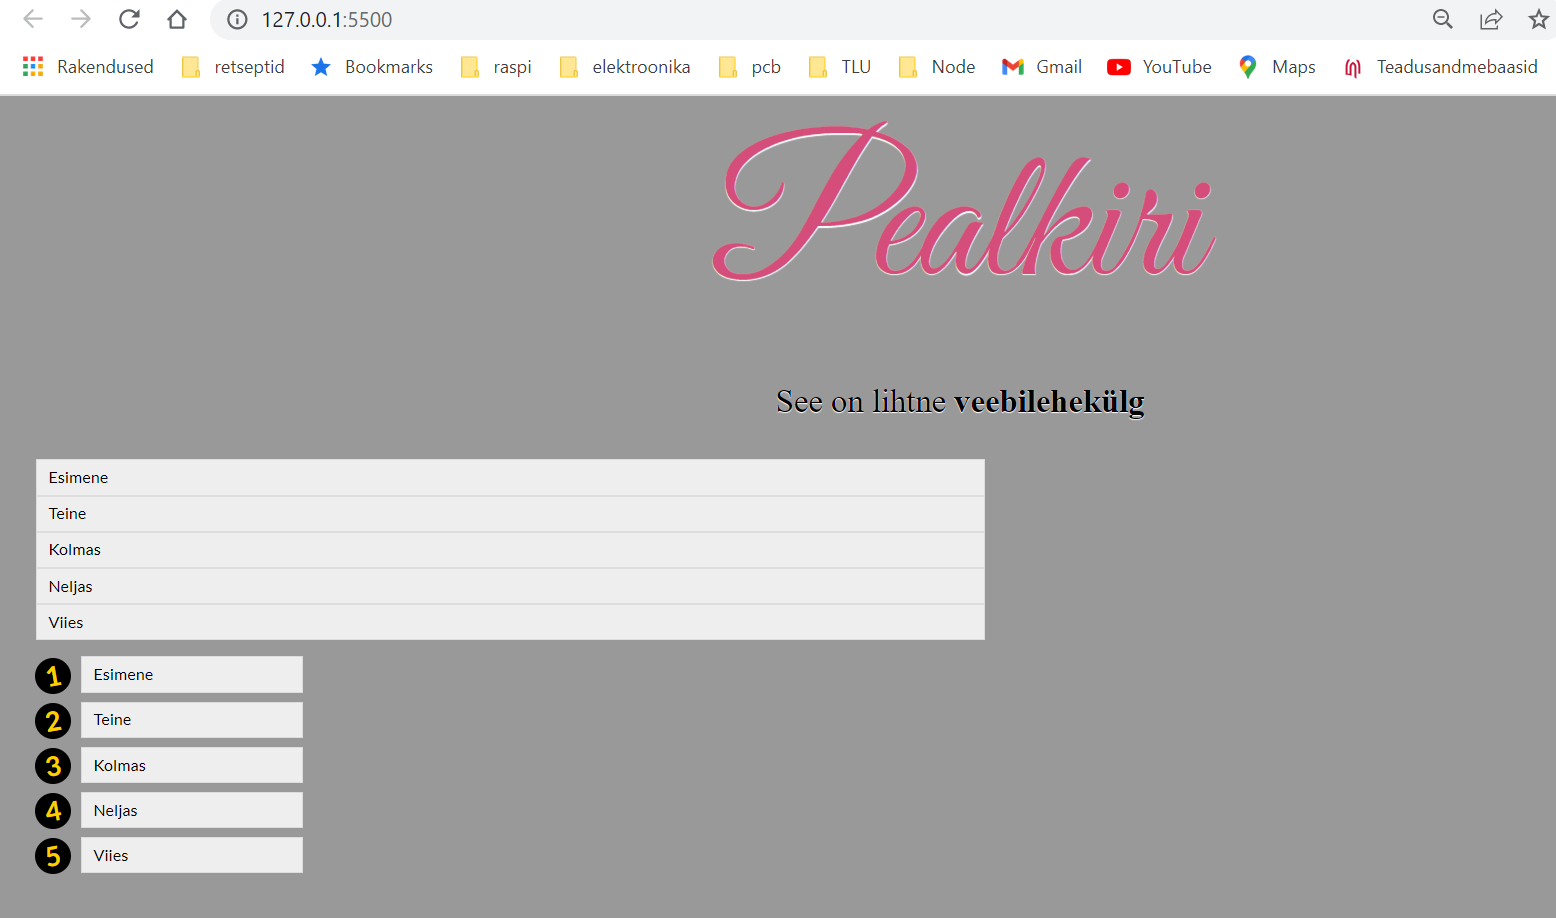 127.0.0.1:5500
Rakendused retseptid Bookmarks raspi elektroonika pcb TLU Node Gmail YouTube Maps Teadusandmebaasid
Pealkiri
See on lihtne veebilehekülg
Esimene
Teine
Kolmas
Neljas
Viies
1 Esimene
2 Teine
3 Kolmas
4 Neljas
5 Viies